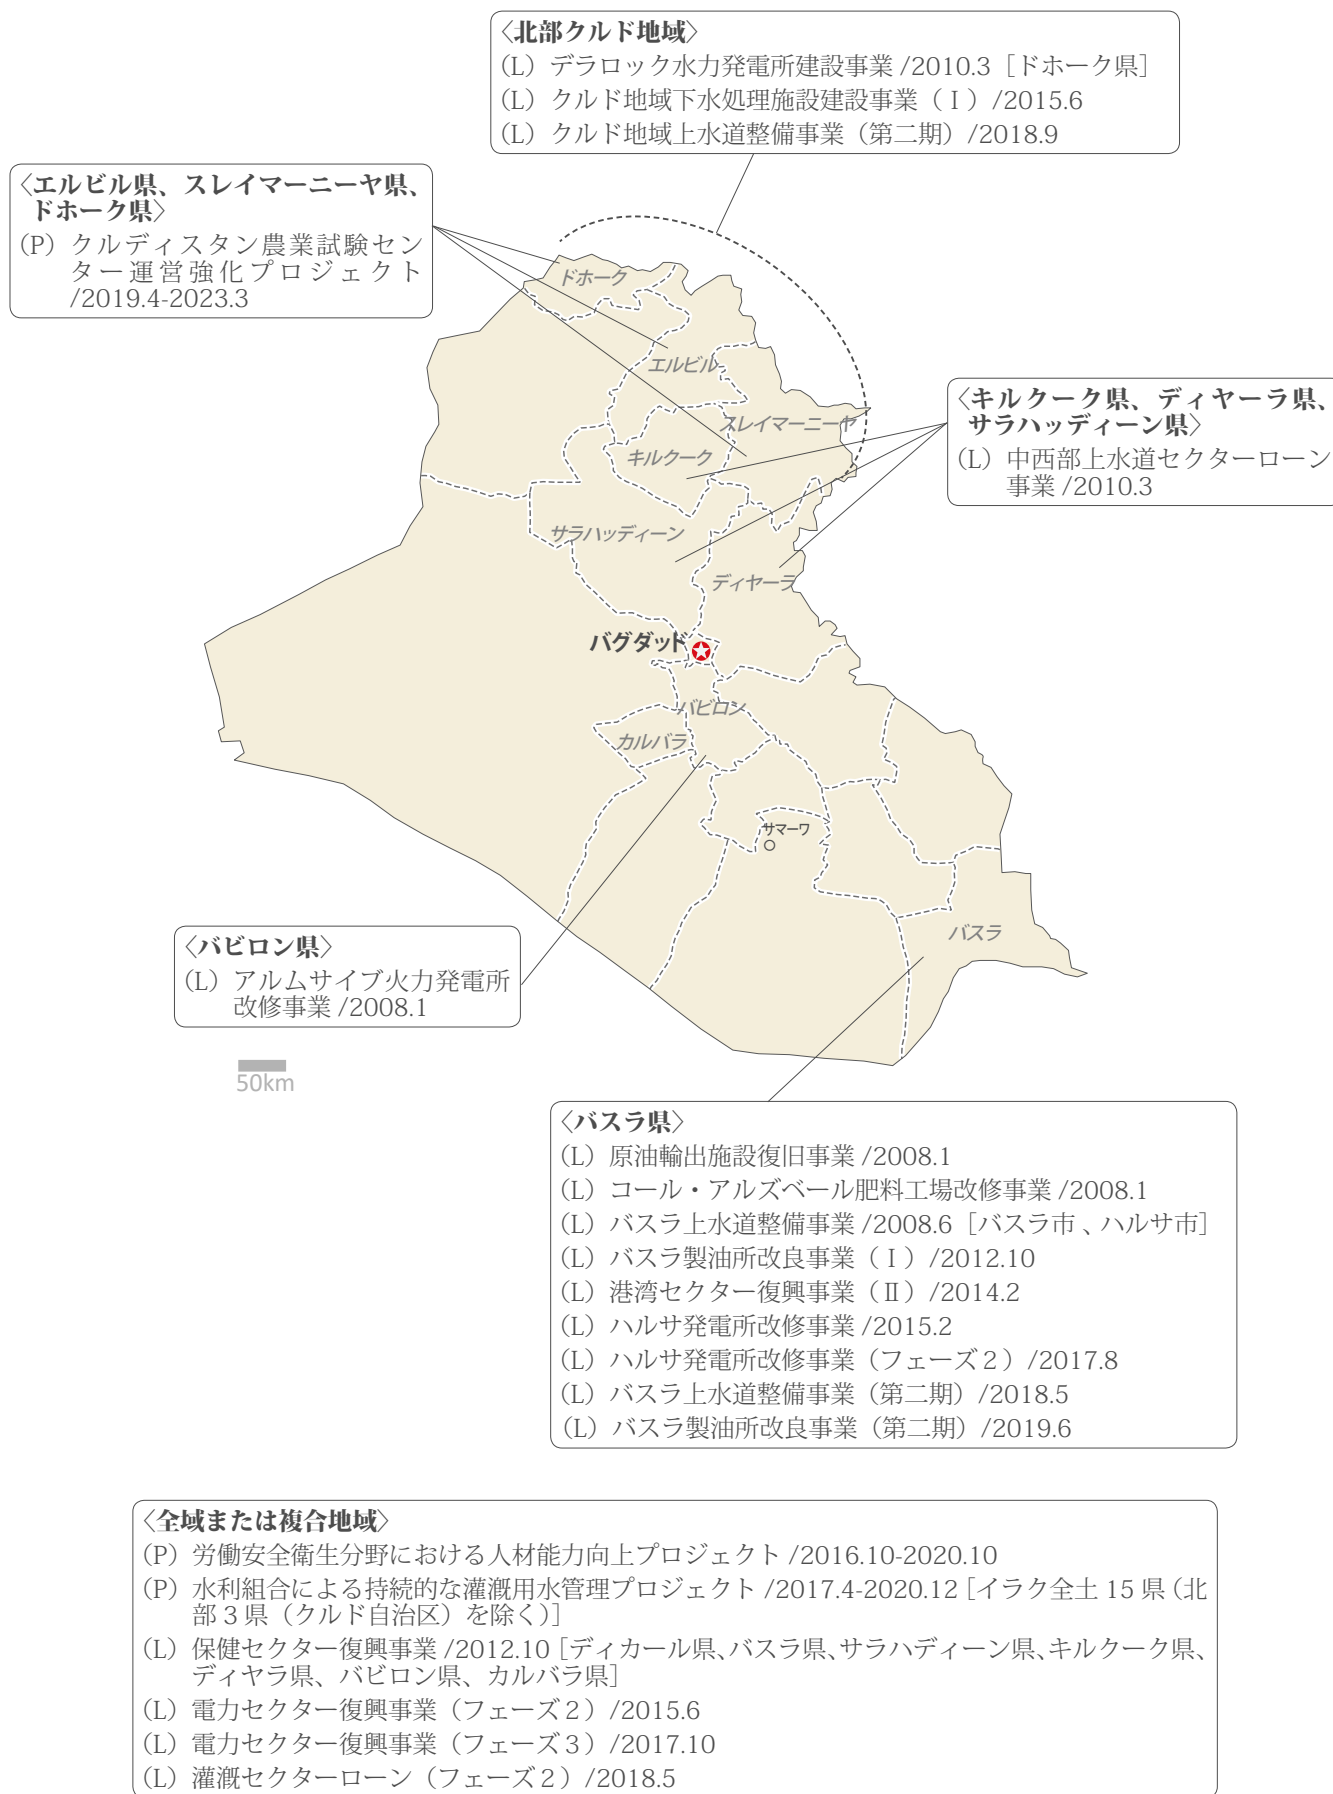 〈北部クルド地域〉
(L) デラロック水力発電所建設事業 /2010.3［ドホーク県］
(L) クルド地域下水処理施設建設事業（Ⅰ）/2015.6
(L) クルド地域上水道整備事業（第二期）/2018.9
〈エルビル県、スレイマーニーヤ県、
ドホーク県〉
(P) クルディスタン農業試験セン
ター運営強化プロジェクト
/2019.4-2023.3
ドホーク
エルビル
スレイマーニーヤ
キルクーク
〈キルクーク県、ディヤーラ県、
サラハッディーン県〉
(L) 中西部上水道セクターローン
事業 /2010.3
サラハッディーン
ディヤーラ
バグダッド
バビロン
カルバラ
サマーワ
バスラ
〈バビロン県〉
(L) アルムサイブ火力発電所
改修事業 /2008.1
50km
〈バスラ県〉
(L) 原油輸出施設復旧事業 /2008.1
(L) コール・アルズベール肥料工場改修事業 /2008.1
(L) バスラ上水道整備事業 /2008.6［バスラ市、ハルサ市］
(L) バスラ製油所改良事業（Ⅰ）/2012.10
(L) 港湾セクター復興事業（Ⅱ）/2014.2
(L) ハルサ発電所改修事業 /2015.2
(L) ハルサ発電所改修事業（フェーズ２）/2017.8
(L) バスラ上水道整備事業（第二期）/2018.5
(L) バスラ製油所改良事業（第二期）/2019.6
〈全域または複合地域〉
(P) 労働安全衛生分野における人材能力向上プロジェクト /2016.10-2020.10
(P) 水利組合による持続的な灌漑用水管理プロジェクト /2017.4-2020.12［イラク全土 15 県（北
部３県（クルド自治区）を除く）］
(L) 保健セクター復興事業 /2012.10［ディカール県、バスラ県、サラハディーン県、キルクーク県、
ディヤラ県、バビロン県、カルバラ県］
(L) 電力セクター復興事業（フェーズ２）/2015.6
(L) 電力セクター復興事業（フェーズ３）/2017.10
(L) 灌漑セクターローン（フェーズ２）/2018.5